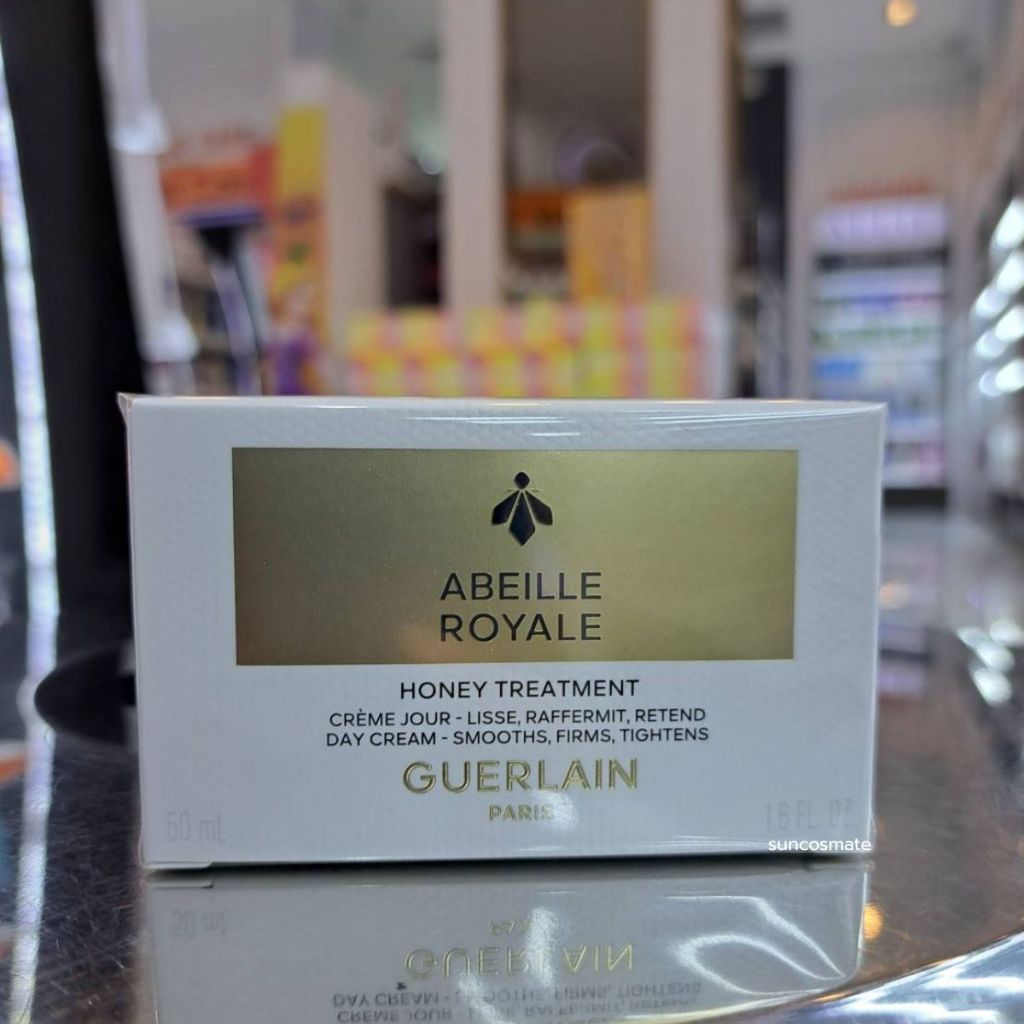 ABEILLE
ROYALE
HONEY TREATMENT
CRÈME JOUR - LISSE, RAFFERMIT, RETEND
DAY CREAM - SMOOTHS, FIRMS, TIGHTENS
GUERLAIN
PARIS
50 mL
1.6 FL. OZ.
suncosmate